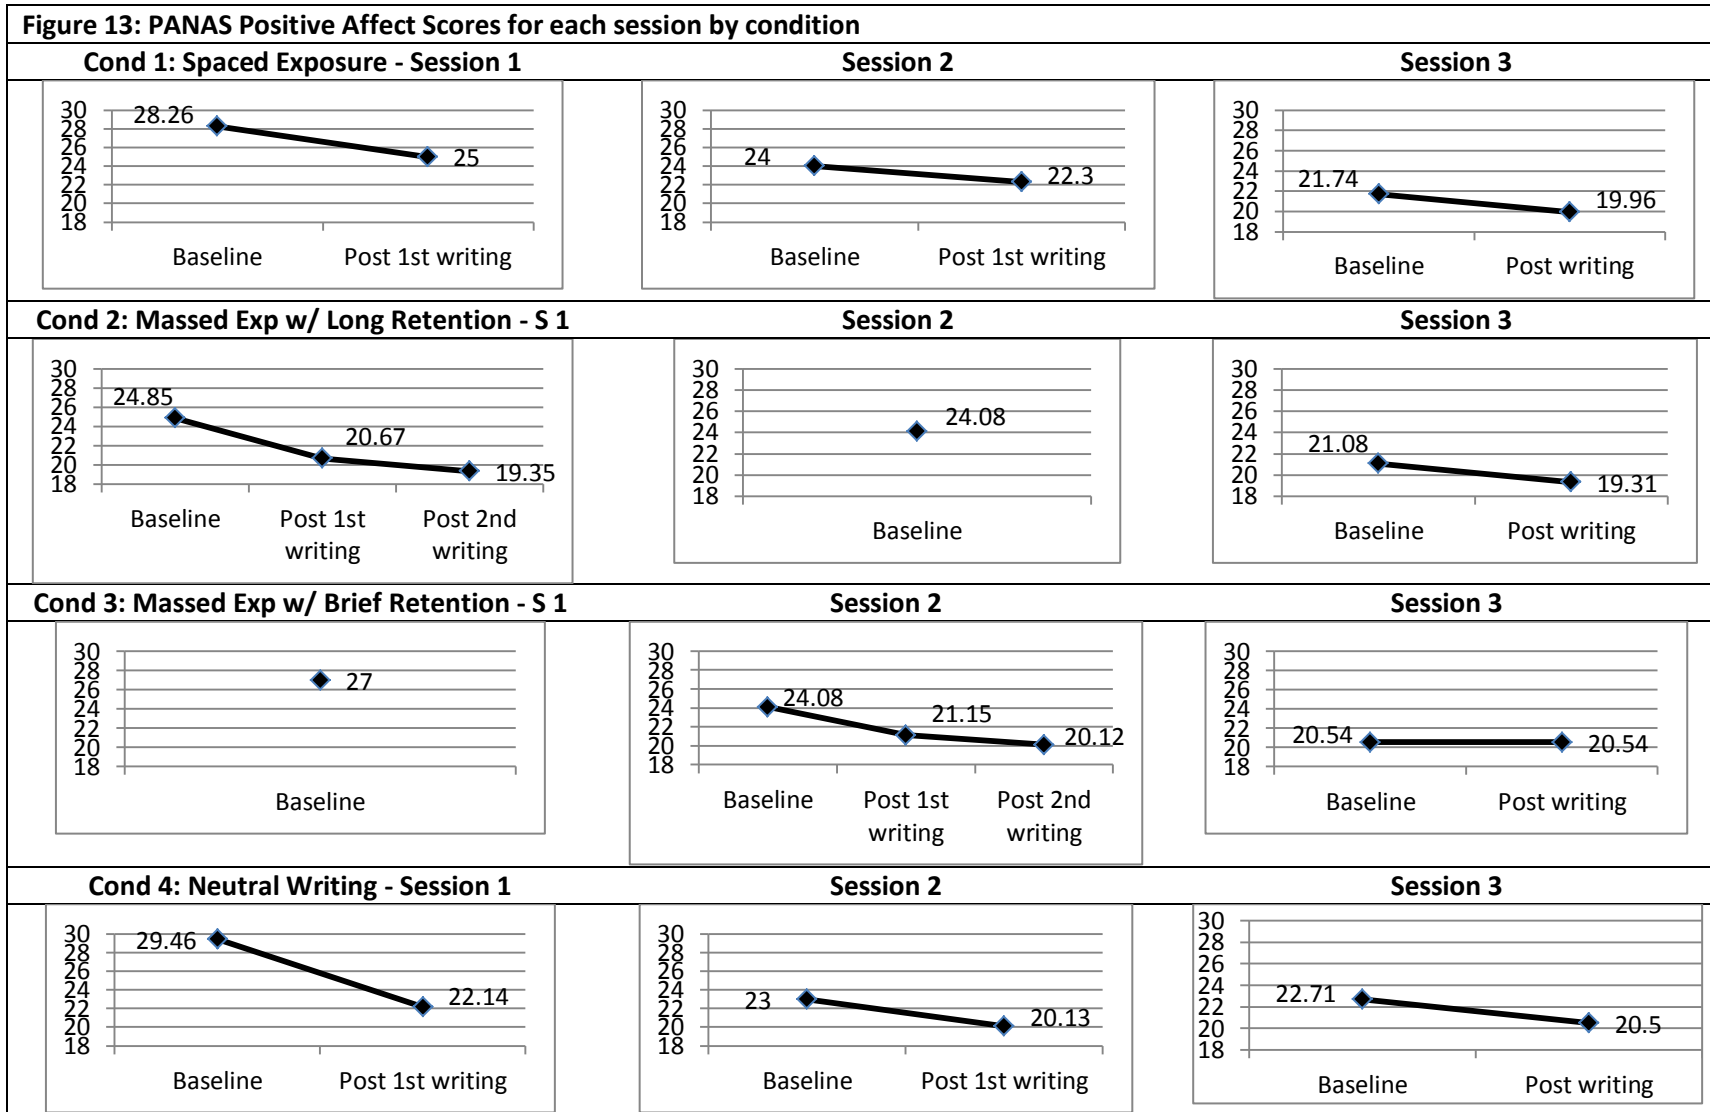 Figure 13: PANAS Positive Affect Scores for each session by condition
Cond 1: Spaced Exposure - Session 1
Session 2
Session 3
30
28
26
24
22
20
18
28.26
25
Baseline
Post 1st writing
30
28
26
24
22
20
18
24
22.3
Baseline
Post 1st writing
30
28
26
24
22
20
18
21.74
19.96
Baseline
Post writing
Cond 2: Massed Exp w/ Long Retention - S 1
Session 2
Session 3
30
28
26
24
22
20
18
24.85
20.67
19.35
Baseline
Post 1st
writing
Post 2nd
writing
30
28
26
24
22
20
18
24.08
Baseline
30
28
26
24
22
20
18
21.08
19.31
Baseline
Post writing
Cond 3: Massed Exp w/ Brief Retention - S 1
Session 2
Session 3
30
28
26
24
22
20
18
27
Baseline
30
28
26
24
22
20
18
24.08
21.15
20.12
Baseline
Post 1st
writing
Post 2nd
writing
30
28
26
24
22
20
18
20.54
20.54
Baseline
Post writing
Cond 4: Neutral Writing - Session 1
Session 2
Session 3
30
28
26
24
22
20
18
29.46
22.14
Baseline
Post 1st writing
30
28
26
24
22
20
18
23
20.13
Baseline
Post 1st writing
30
28
26
24
22
20
18
22.71
20.5
Baseline
Post writing